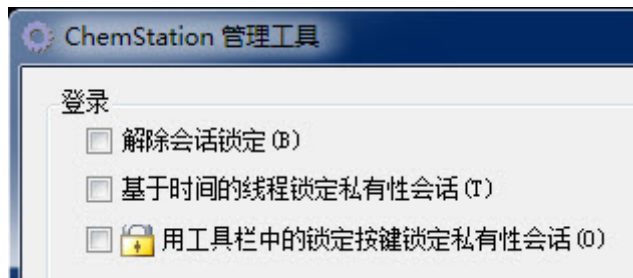 ChemStation 管理工具
登录
解除会话锁定(B)
基于时间的线程锁定私有性会话(T)
用工具栏中的锁定按键锁定私有性会话(O)